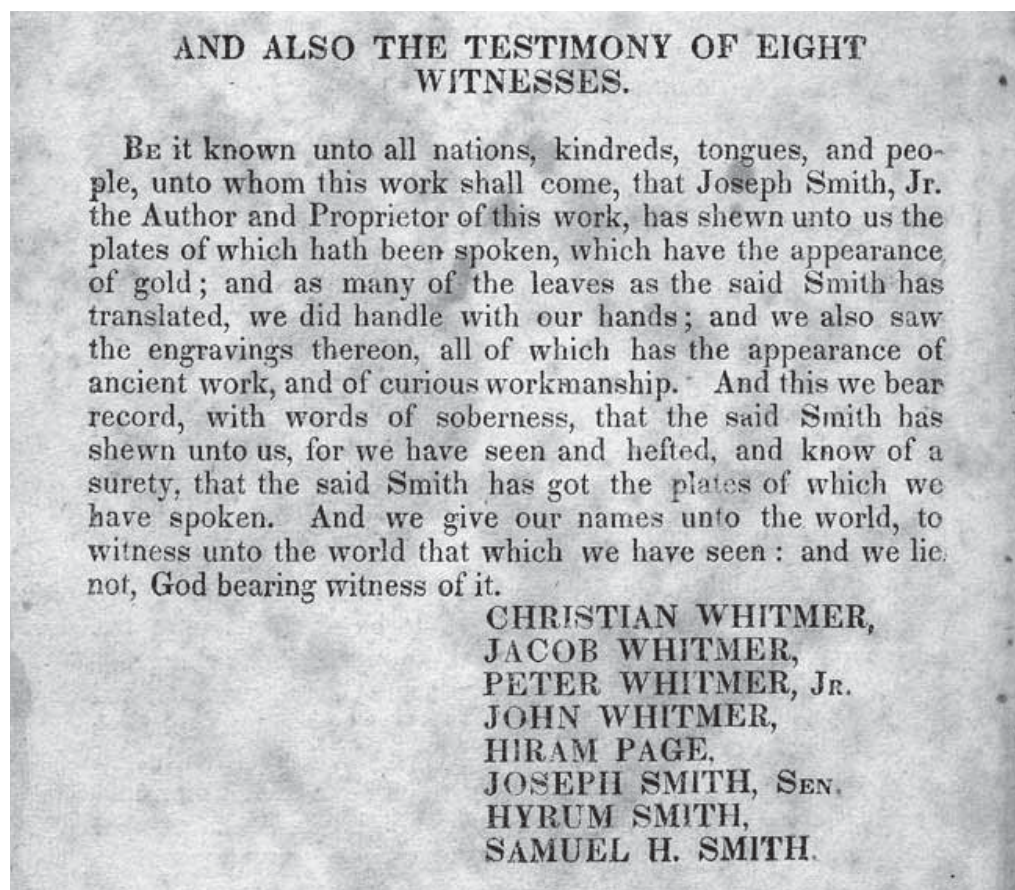 AND ALSO THE TESTIMONY OF EIGHT
WITNESSES.
BE it known unto all nations, kindreds, tongues, and peo-
ple, unto whom this work shall come, that Joseph Smith, Jr.
the Author and Proprietor of this work, has shewn unto us the
plates of which hath been spoken, which have the appearance
of gold; and as many of the leaves as the said Smith has
translated, we did handle with our hands; and we also saw
the engravings thereon, all of which has the appearance of
ancient work, and of curious workmanship. And this we bear
record, with words of soberness, that the said Smith has
shewn unto us, for we have seen and hefted, and know of a
surety, that the said Smith has got the plates of which we
have spoken. And we give our names unto the world, to
witness unto the world that which we have seen: and we lie
not, God bearing witness of it.
CHRISTIAN WHITMER,
JACOB WHITMER,
PETER WHITMER, JR.
JOHN WHITMER,
HIRAM PAGE,
JOSEPH SMITH, SEN.
HYRUM SMITH,
SAMUEL H. SMITH.